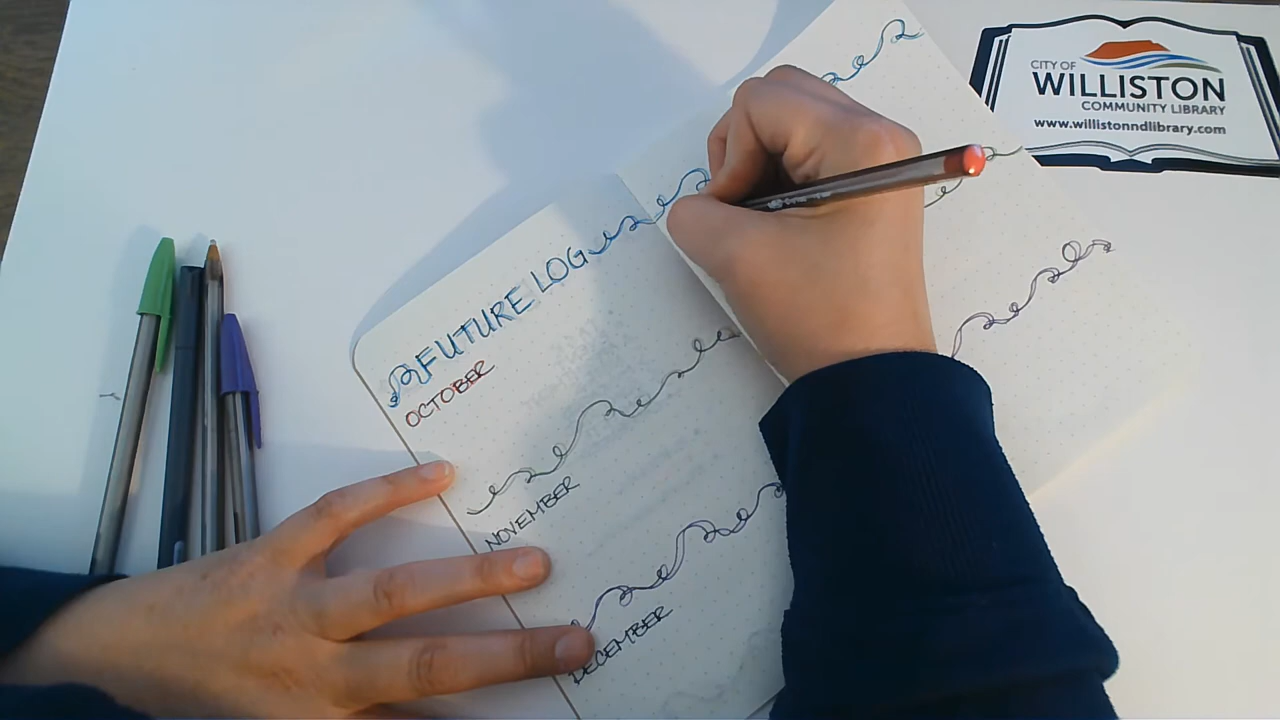 FUTURE LOG
OCTOBER
NOVEMBER
DECEMBER
CITY OF
WILLISTON
COMMUNITY LIBRARY
www.willistonndlibrary.com